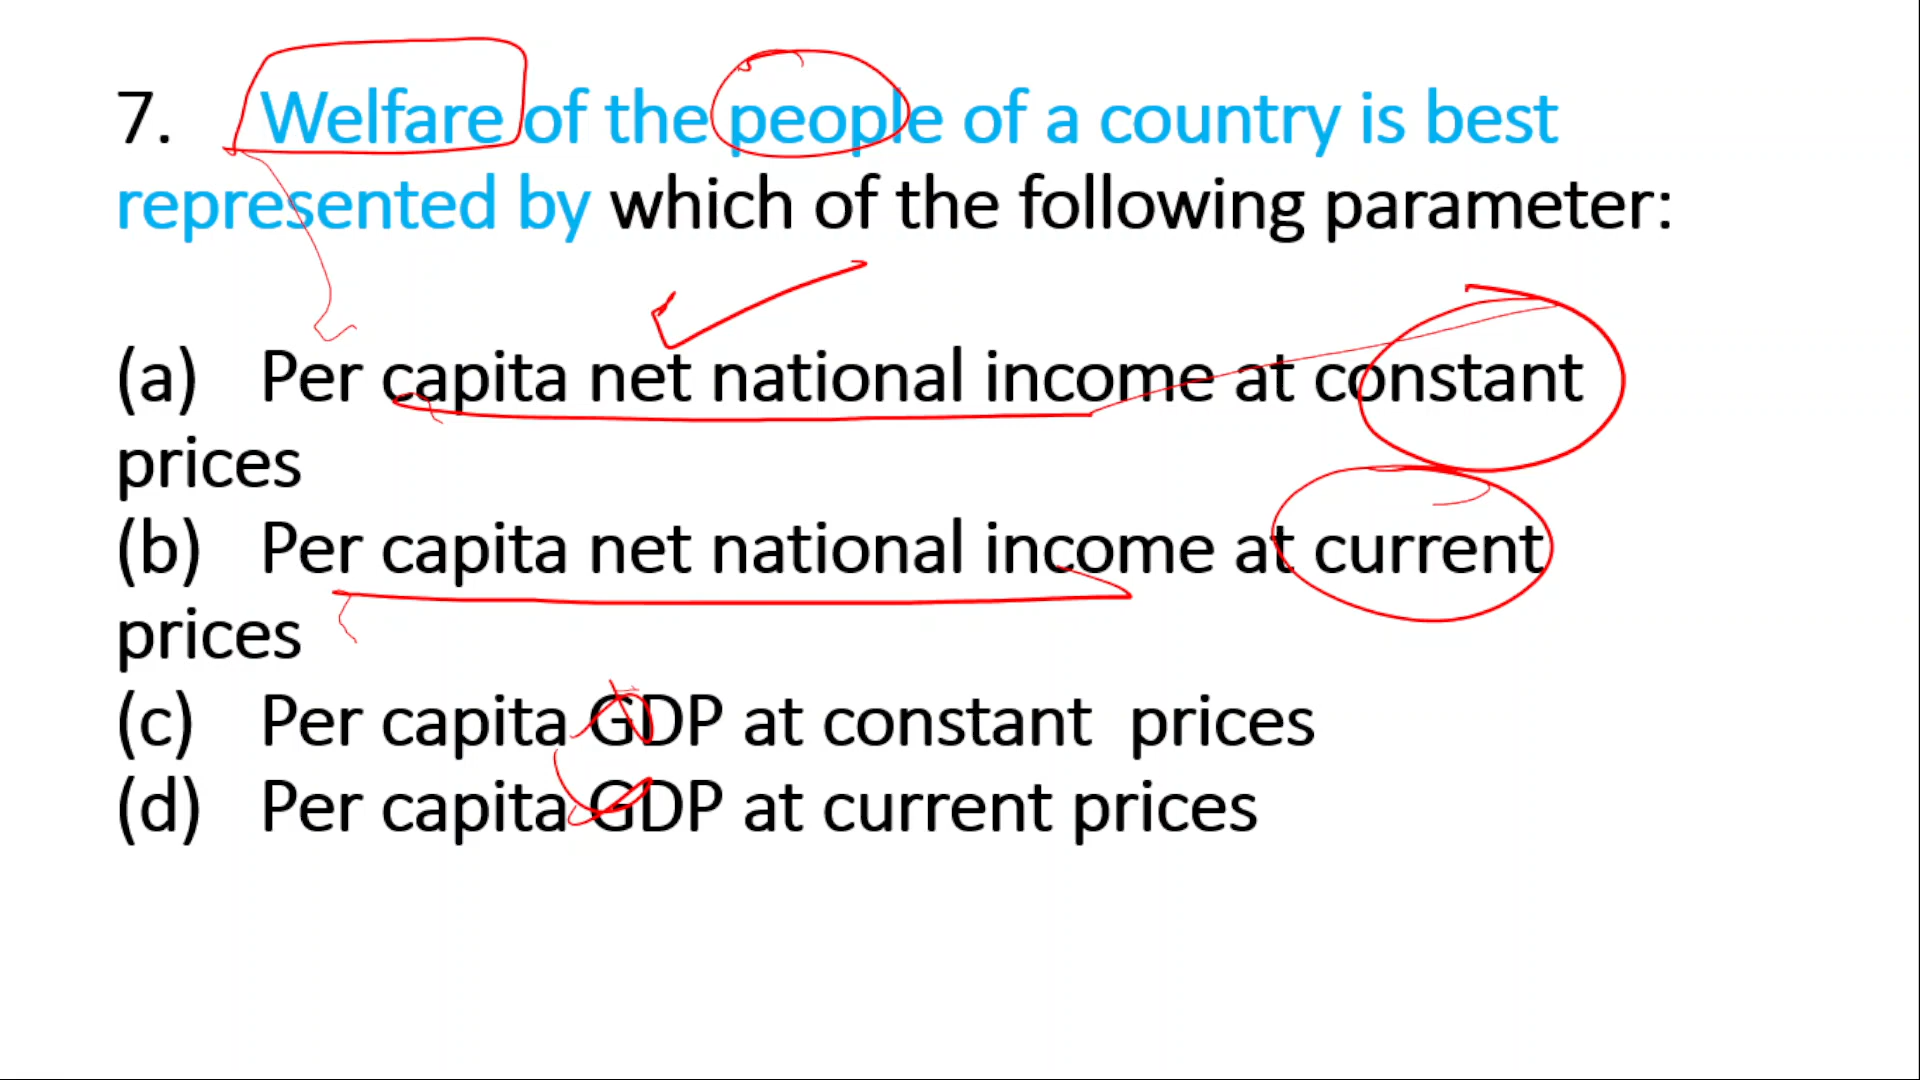 7. Welfare of the people of a country is best
represented by which of the following parameter:
(a) Per capita net national income at constant
prices
(b) Per capita net national income at current
prices
(c) Per capita GDP at constant prices
(d) Per capita GDP at current prices